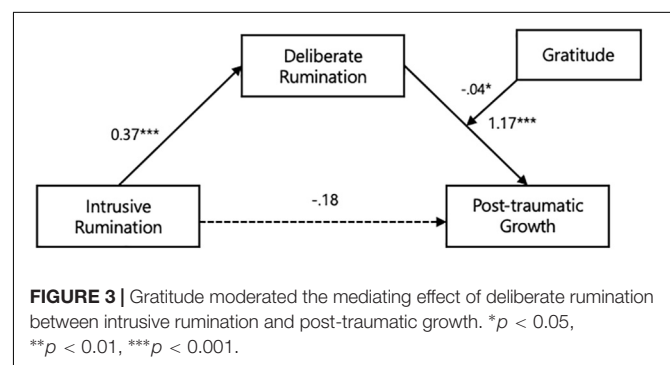 Deliberate
Rumination
Gratitude
-.04*
1.17***
0.37***
Intrusive
Rumination
-.18
Post-traumatic
Growth
FIGURE 3 | Gratitude moderated the mediating effect of deliberate rumination
between intrusive rumination and post-traumatic growth. *p < 0.05,
**p < 0.01, ***p < 0.001.